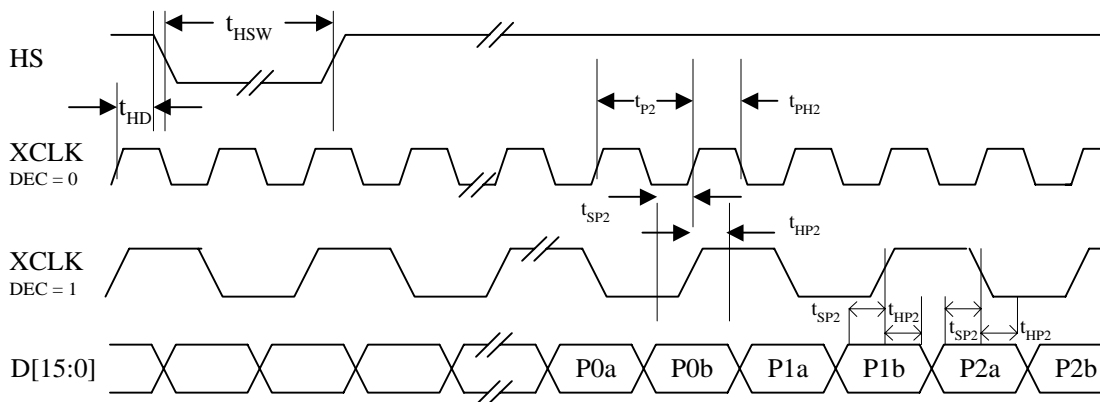 HS
t_HSW
t_HD
t_P2
t_PH2
XCLK
DEC = 0
t_SP2
t_HP2
XCLK
DEC = 1
t_SP2
t_HP2
t_SP2
t_HP2
D[15:0]
P0a
P0b
P1a
P1b
P2a
P2b